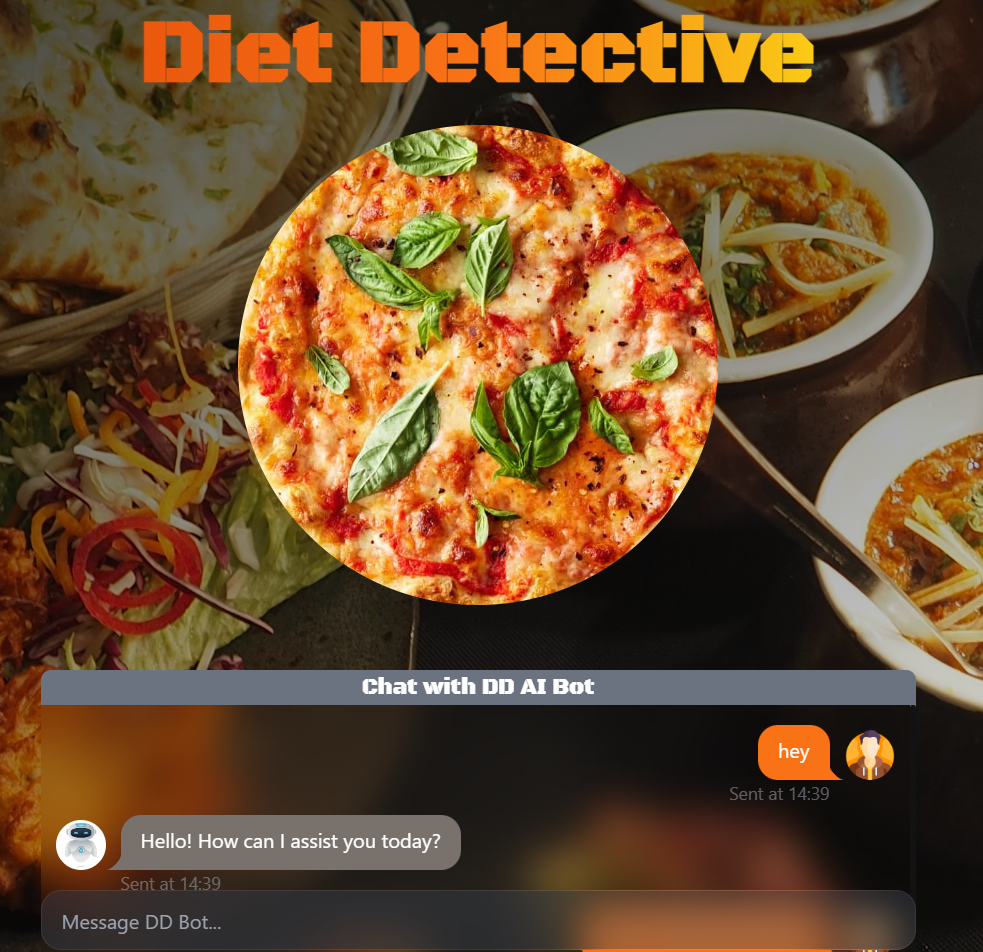 Diet Detective
Chat with DD AI Bot
hey
Sent at 14:39
Hello! How can I assist you today?
Sent at 14:39
Message DD Bot...